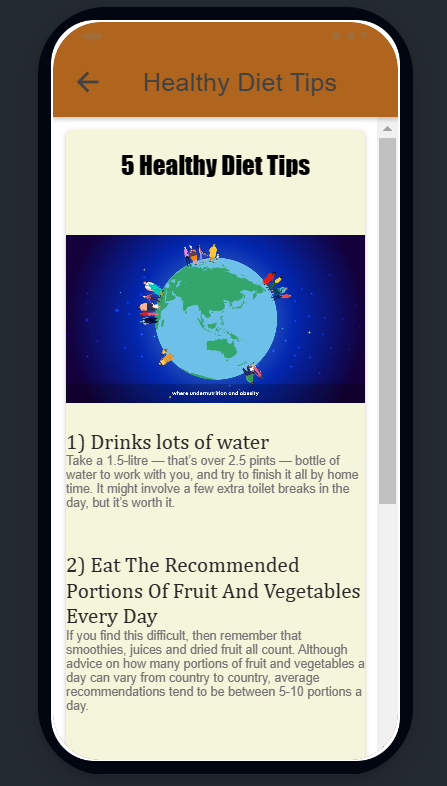 Healthy Diet Tips
5 Healthy Diet Tips
where undernutrition and obesity
1) Drinks lots of water
Take a 1.5-litre — that's over 2.5 pints — bottle of
water to work with you, and try to finish it all by home
time. It might involve a few extra toilet breaks in the
day, but it's worth it.
2) Eat The Recommended
Portions Of Fruit And Vegetables
Every Day
If you find this difficult, then remember that
smoothies, juices and dried fruit all count. Although
advice on how many portions of fruit and vegetables a
day can vary from country to country, average
recommendations tend to be between 5-10 portions a
day.